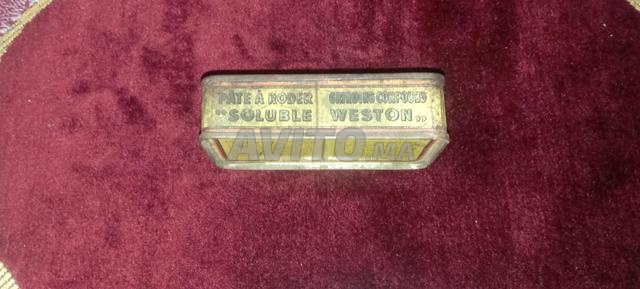 PÂTE À RODER GRINDING COMPOUND
"SOLUBLE WESTON„
AVITO.MA